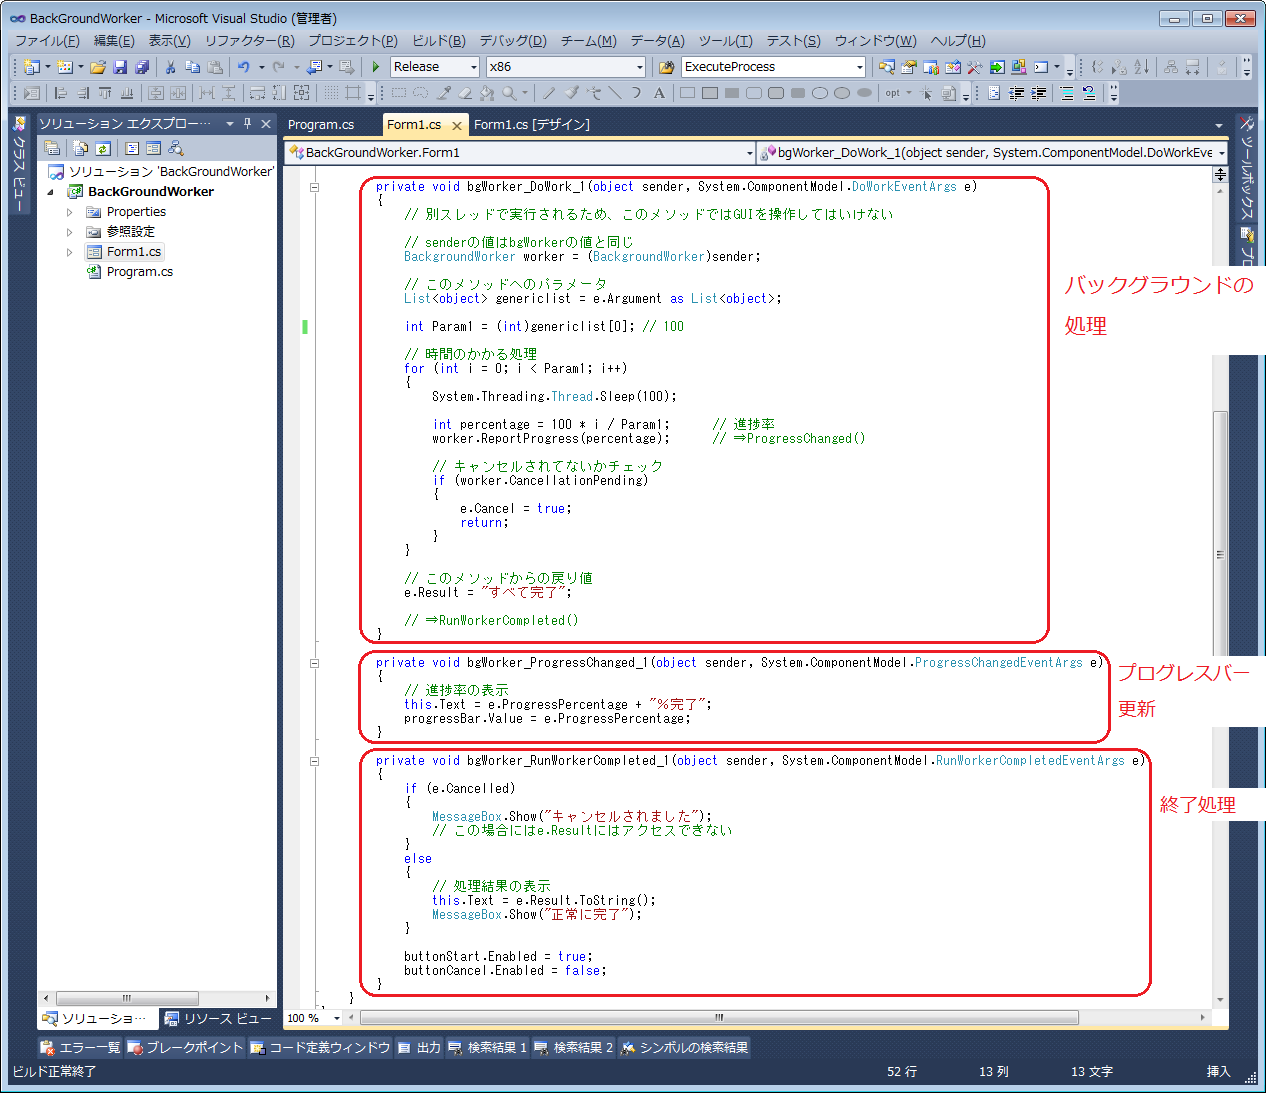 BackGroundWorker - Microsoft Visual Studio (管理者)
ファイル(F) 編集(E) 表示(V) リファクター(R) プロジェクト(P) ビルド(B) デバッグ(D) チーム(M) データ(A) ツール(T) テスト(S) ウィンドウ(W) ヘルプ(H)
Release x86 ExecuteProcess
opt
クラス ビュー
ソリューション エクスプロー…
Program.cs Form1.cs Form1.cs [デザイン]
BackGroundWorker.Form1 bgWorker_DoWork_1(object sender, System.ComponentModel.DoWorkEve
ソリューション 'BackGroundWorker'
BackGroundWorker
Properties
参照設定
Form1.cs
Program.cs
private void bgWorker_DoWork_1(object sender, System.ComponentModel.DoWorkEventArgs e)
{
// 別スレッドで実行されるため、このメソッドではGUIを操作してはいけない
// senderの値はbgWorkerの値と同じ
BackgroundWorker worker = (BackgroundWorker)sender;
// このメソッドへのパラメータ
List<object> genericlist = e.Argument as List<object>;
int Param1 = (int)genericlist[0]; // 100
// 時間のかかる処理
for (int i = 0; i < Param1; i++)
{
System.Threading.Thread.Sleep(100);
int percentage = 100 * i / Param1; // 進捗率
worker.ReportProgress(percentage); // ⇒ProgressChanged()
// キャンセルされてないかチェック
if (worker.CancellationPending)
{
e.Cancel = true;
return;
}
}
// このメソッドからの戻り値
e.Result = "すべて完了";
// ⇒RunWorkerCompleted()
}
バックグラウンドの
処理
private void bgWorker_ProgressChanged_1(object sender, System.ComponentModel.ProgressChangedEventArgs e)
{
// 進捗率の表示
this.Text = e.ProgressPercentage + "％完了";
progressBar.Value = e.ProgressPercentage;
}
プログレスバー
更新
private void bgWorker_RunWorkerCompleted_1(object sender, System.ComponentModel.RunWorkerCompletedEventArgs e)
{
if (e.Cancelled)
{
MessageBox.Show("キャンセルされました");
// この場合にはe.Resultにはアクセスできない
}
else
{
// 処理結果の表示
this.Text = e.Result.ToString();
MessageBox.Show("正常に完了");
}
buttonStart.Enabled = true;
buttonCancel.Enabled = false;
}
}
終了処理
ツールボックス
プロ
100 %
ソリューショ… リソース ビュー
エラー一覧 ブレークポイント コード定義ウィンドウ 出力 検索結果 1 検索結果 2 シンボルの検索結果
ビルド正常終了 52 行 13 列 13 文字 挿入